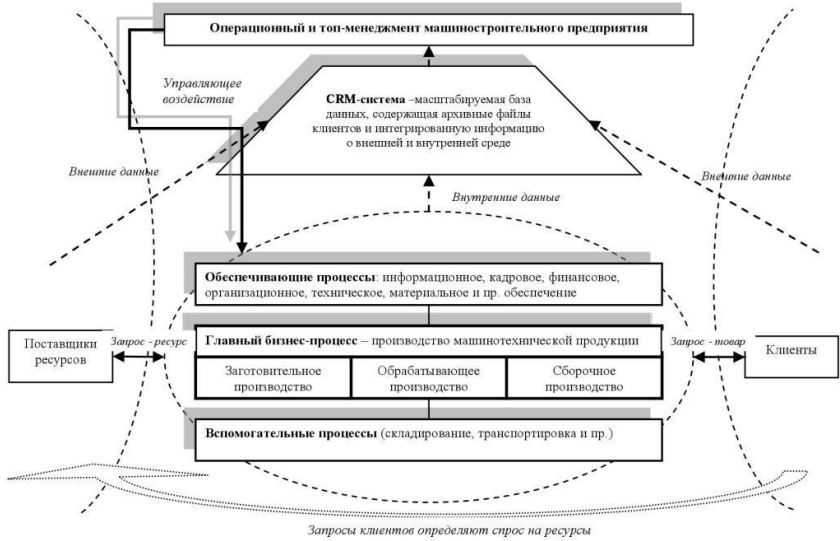 Операционный и топ-менеджмент машиностроительного предприятия
Управляющее
воздействие
CRM-система –масштабируемая база
данных, содержащая архивные файлы
клиентов и интегрированную информацию
о внешней и внутренней среде
Внешние данные
Внутренние данные
Внешние данные
Обеспечивающие процессы: информационное, кадровое, финансовое,
организационное, техническое, материальное и пр. обеспечение
Поставщики
ресурсов
Запрос - ресурс
Главный бизнес-процесс – производство машинотехнической продукции
Заготовительное
производство
Обрабатывающее
производство
Сборочное
производство
Запрос - товар
Клиенты
Вспомогательные процессы (складирование, транспортировка и пр.)
Запросы клиентов определяют спрос на ресурсы